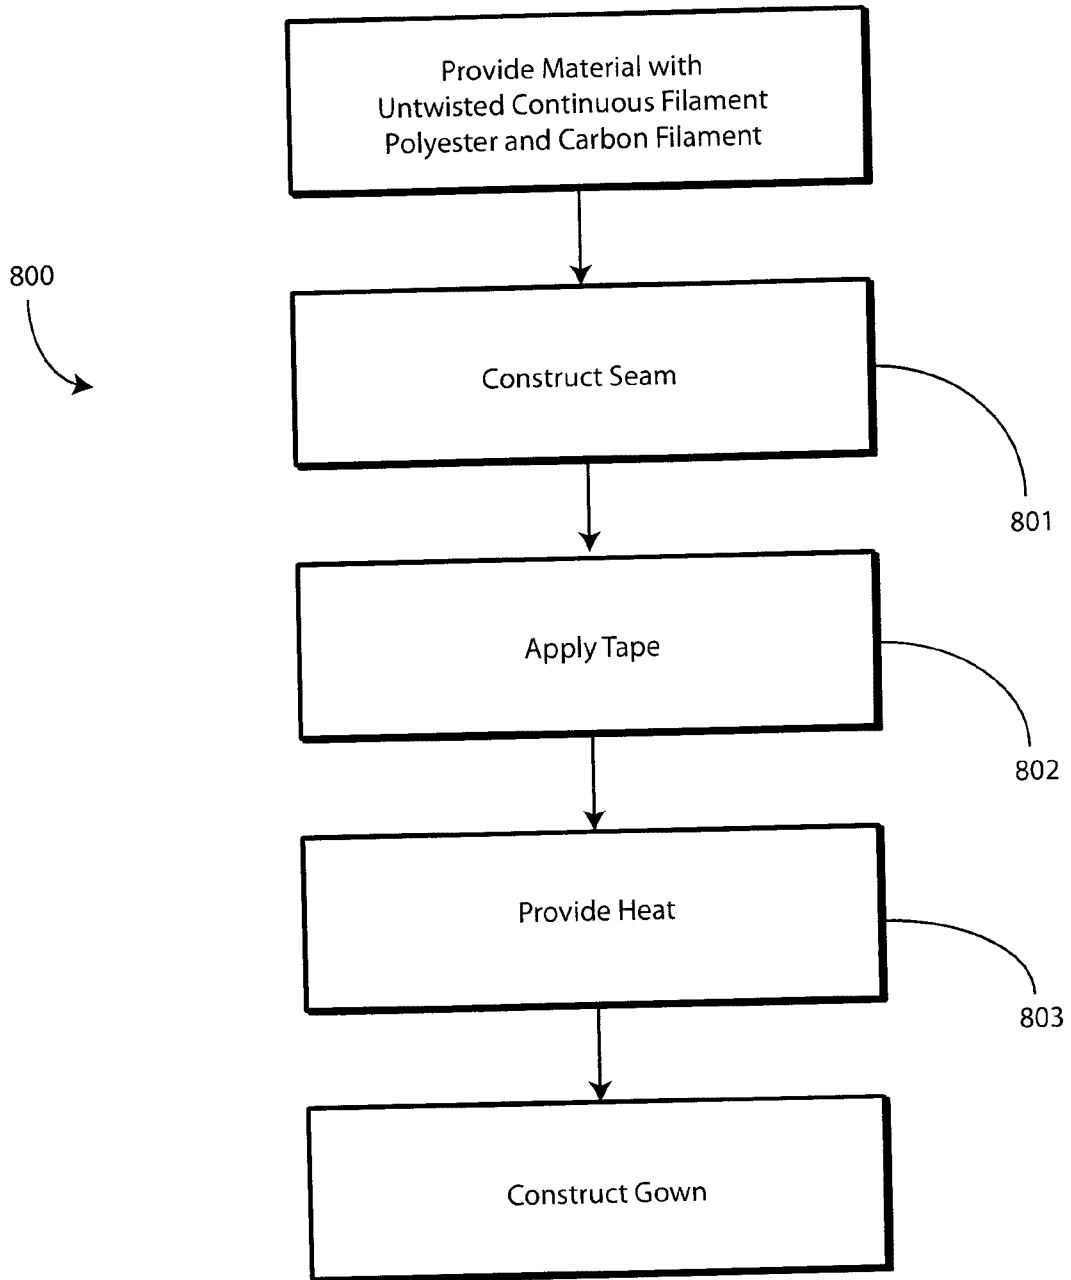 Provide Material with
Untwisted Continuous Filament
Polyester and Carbon Filament
800
Construct Seam
801
Apply Tape
802
Provide Heat
803
Construct Gown